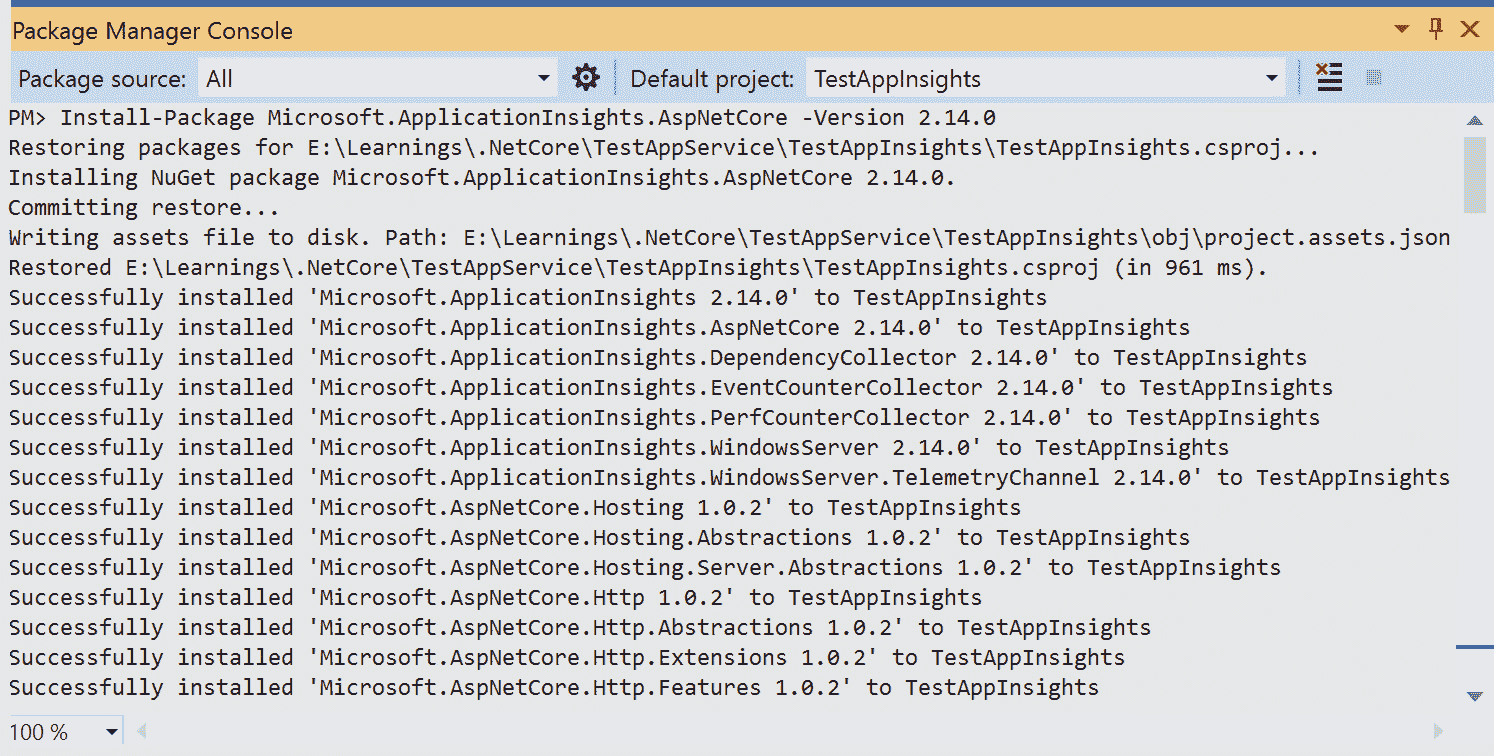 Package Manager Console
Package source: All Default project: TestAppInsights
PM> Install-Package Microsoft.ApplicationInsights.AspNetCore -Version 2.14.0
Restoring packages for E:\Learnings\.NetCore\TestAppService\TestAppInsights\TestAppInsights.csproj...
Installing NuGet package Microsoft.ApplicationInsights.AspNetCore 2.14.0.
Committing restore...
Writing assets file to disk. Path: E:\Learnings\.NetCore\TestAppService\TestAppInsights\obj\project.assets.json
Restored E:\Learnings\.NetCore\TestAppService\TestAppInsights\TestAppInsights.csproj (in 961 ms).
Successfully installed 'Microsoft.ApplicationInsights 2.14.0' to TestAppInsights
Successfully installed 'Microsoft.ApplicationInsights.AspNetCore 2.14.0' to TestAppInsights
Successfully installed 'Microsoft.ApplicationInsights.DependencyCollector 2.14.0' to TestAppInsights
Successfully installed 'Microsoft.ApplicationInsights.EventCounterCollector 2.14.0' to TestAppInsights
Successfully installed 'Microsoft.ApplicationInsights.PerfCounterCollector 2.14.0' to TestAppInsights
Successfully installed 'Microsoft.ApplicationInsights.WindowsServer 2.14.0' to TestAppInsights
Successfully installed 'Microsoft.ApplicationInsights.WindowsServer.TelemetryChannel 2.14.0' to TestAppInsights
Successfully installed 'Microsoft.AspNetCore.Hosting 1.0.2' to TestAppInsights
Successfully installed 'Microsoft.AspNetCore.Hosting.Abstractions 1.0.2' to TestAppInsights
Successfully installed 'Microsoft.AspNetCore.Hosting.Server.Abstractions 1.0.2' to TestAppInsights
Successfully installed 'Microsoft.AspNetCore.Http 1.0.2' to TestAppInsights
Successfully installed 'Microsoft.AspNetCore.Http.Abstractions 1.0.2' to TestAppInsights
Successfully installed 'Microsoft.AspNetCore.Http.Extensions 1.0.2' to TestAppInsights
Successfully installed 'Microsoft.AspNetCore.Http.Features 1.0.2' to TestAppInsights
100 %